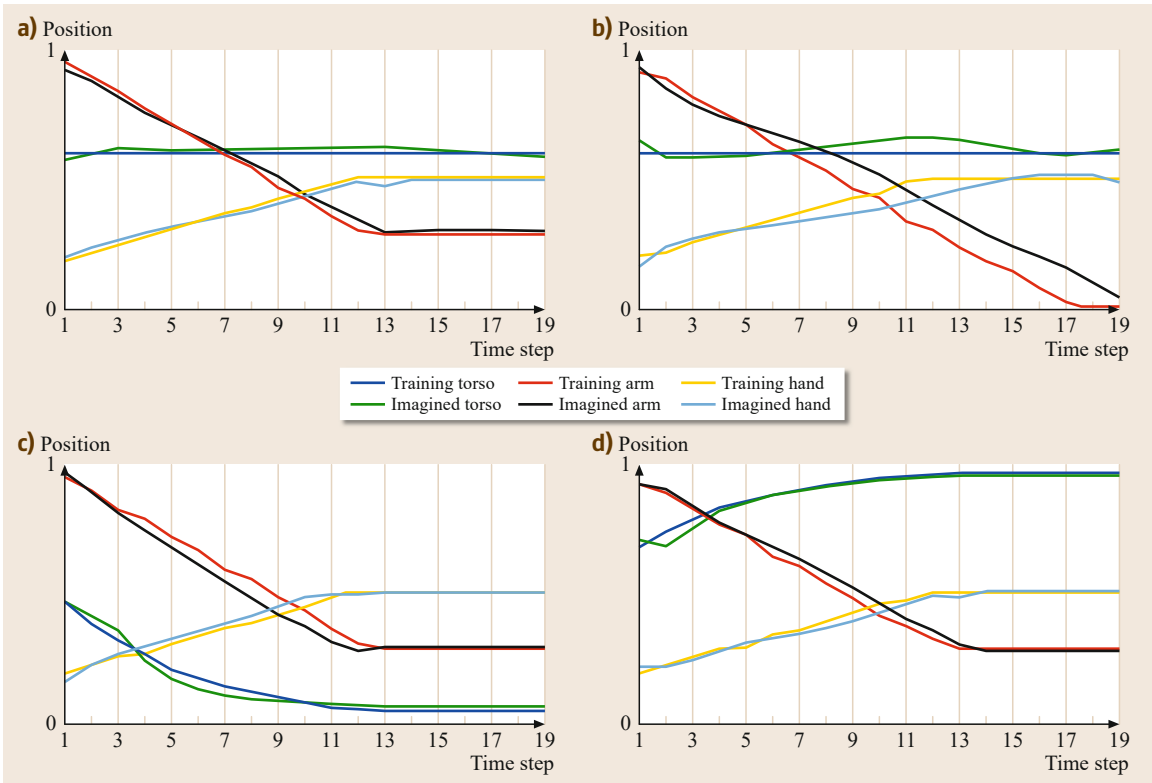 a) Position
1
0
1 3 5 7 9 11 13 15 17 19
Time step
b) Position
1
0
1 3 5 7 9 11 13 15 17 19
Time step
Training torso Training arm Training hand
Imagined torso Imagined arm Imagined hand
c) Position
1
0
1 3 5 7 9 11 13 15 17 19
Time step
d) Position
1
0
1 3 5 7 9 11 13 15 17 19
Time step